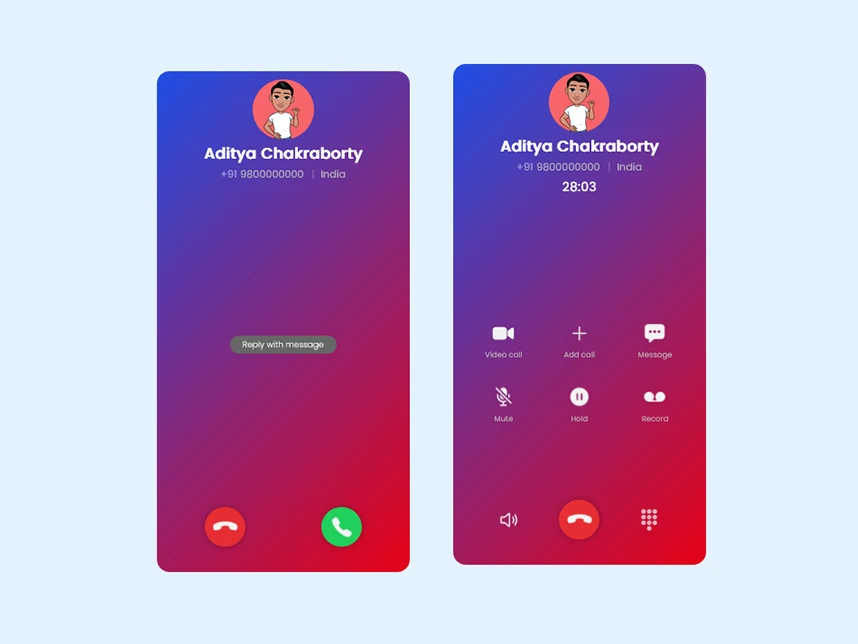 Aditya Chakraborty
+91 9800000000 | India
Reply with message
Aditya Chakraborty
+91 9800000000 | India
28:03
Video call
Add call
Message
Mute
Hold
Record